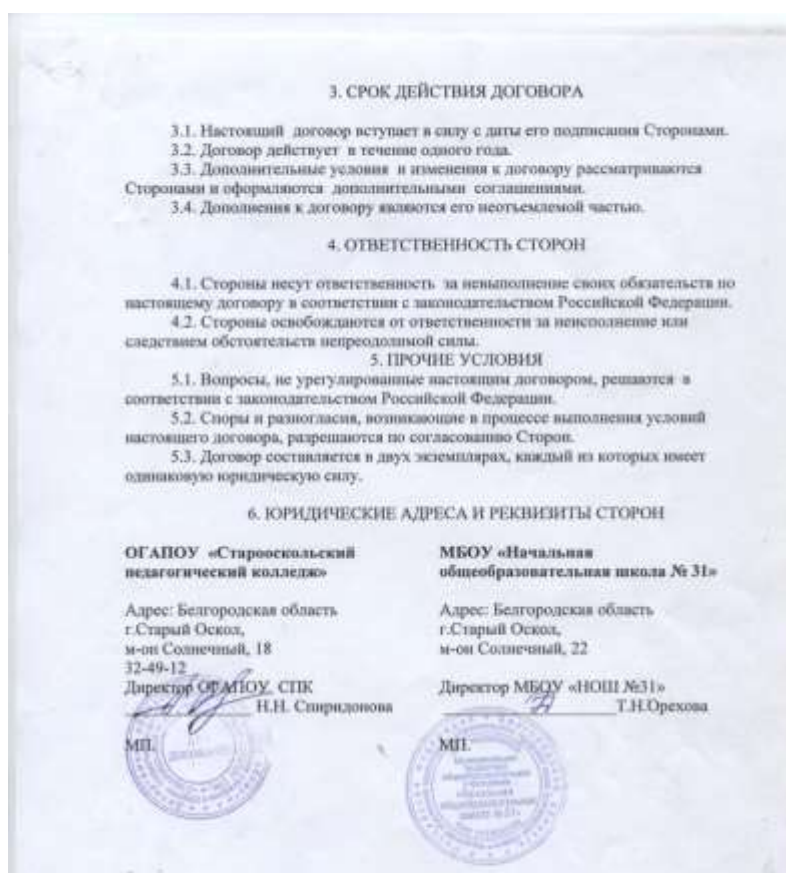 3. СРОК ДЕЙСТВИЯ ДОГОВОРА
3.1. Настоящий договор вступает в силу с даты его подписания Сторонами.
3.2. Договор действует в течение одного года.
3.3. Дополнительные условия и изменения к договору рассматриваются
Сторонами и оформляются дополнительными соглашениями.
3.4. Дополнения к договору являются его неотъемлемой частью.
4. ОТВЕТСТВЕННОСТЬ СТОРОН
4.1. Стороны несут ответственность за невыполнение своих обязательств по
настоящему договору в соответствии с законодательством Российской Федерации.
4.2. Стороны освобождаются от ответственности за неисполнение или
следствием обстоятельств непреодолимой силы.
5. ПРОЧИЕ УСЛОВИЯ
5.1. Вопросы, не урегулированные настоящим договором, решаются в
соответствии с законодательством Российской Федерации.
5.2. Споры и разногласия, возникающие в процессе выполнения условий
настоящего договора, разрешаются по согласованию Сторон.
5.3. Договор составляется в двух экземплярах, каждый из которых имеет
одинаковую юридическую силу.
6. ЮРИДИЧЕСКИЕ АДРЕСА И РЕКВИЗИТЫ СТОРОН
ОГАПОУ «Старооскольский
педагогический колледж»
Адрес: Белгородская область
г.Старый Оскол,
м-он Солнечный, 18
32-49-12
Директор ОГАПОУ СПК
Н.Н. Спиридонова
МП.
МБОУ «Начальная
общеобразовательная школа № 31»
Адрес: Белгородская область
г.Старый Оскол,
м-он Солнечный, 22
Директор МБОУ «НОШ №31»
Т.Н.Орехова
МП.